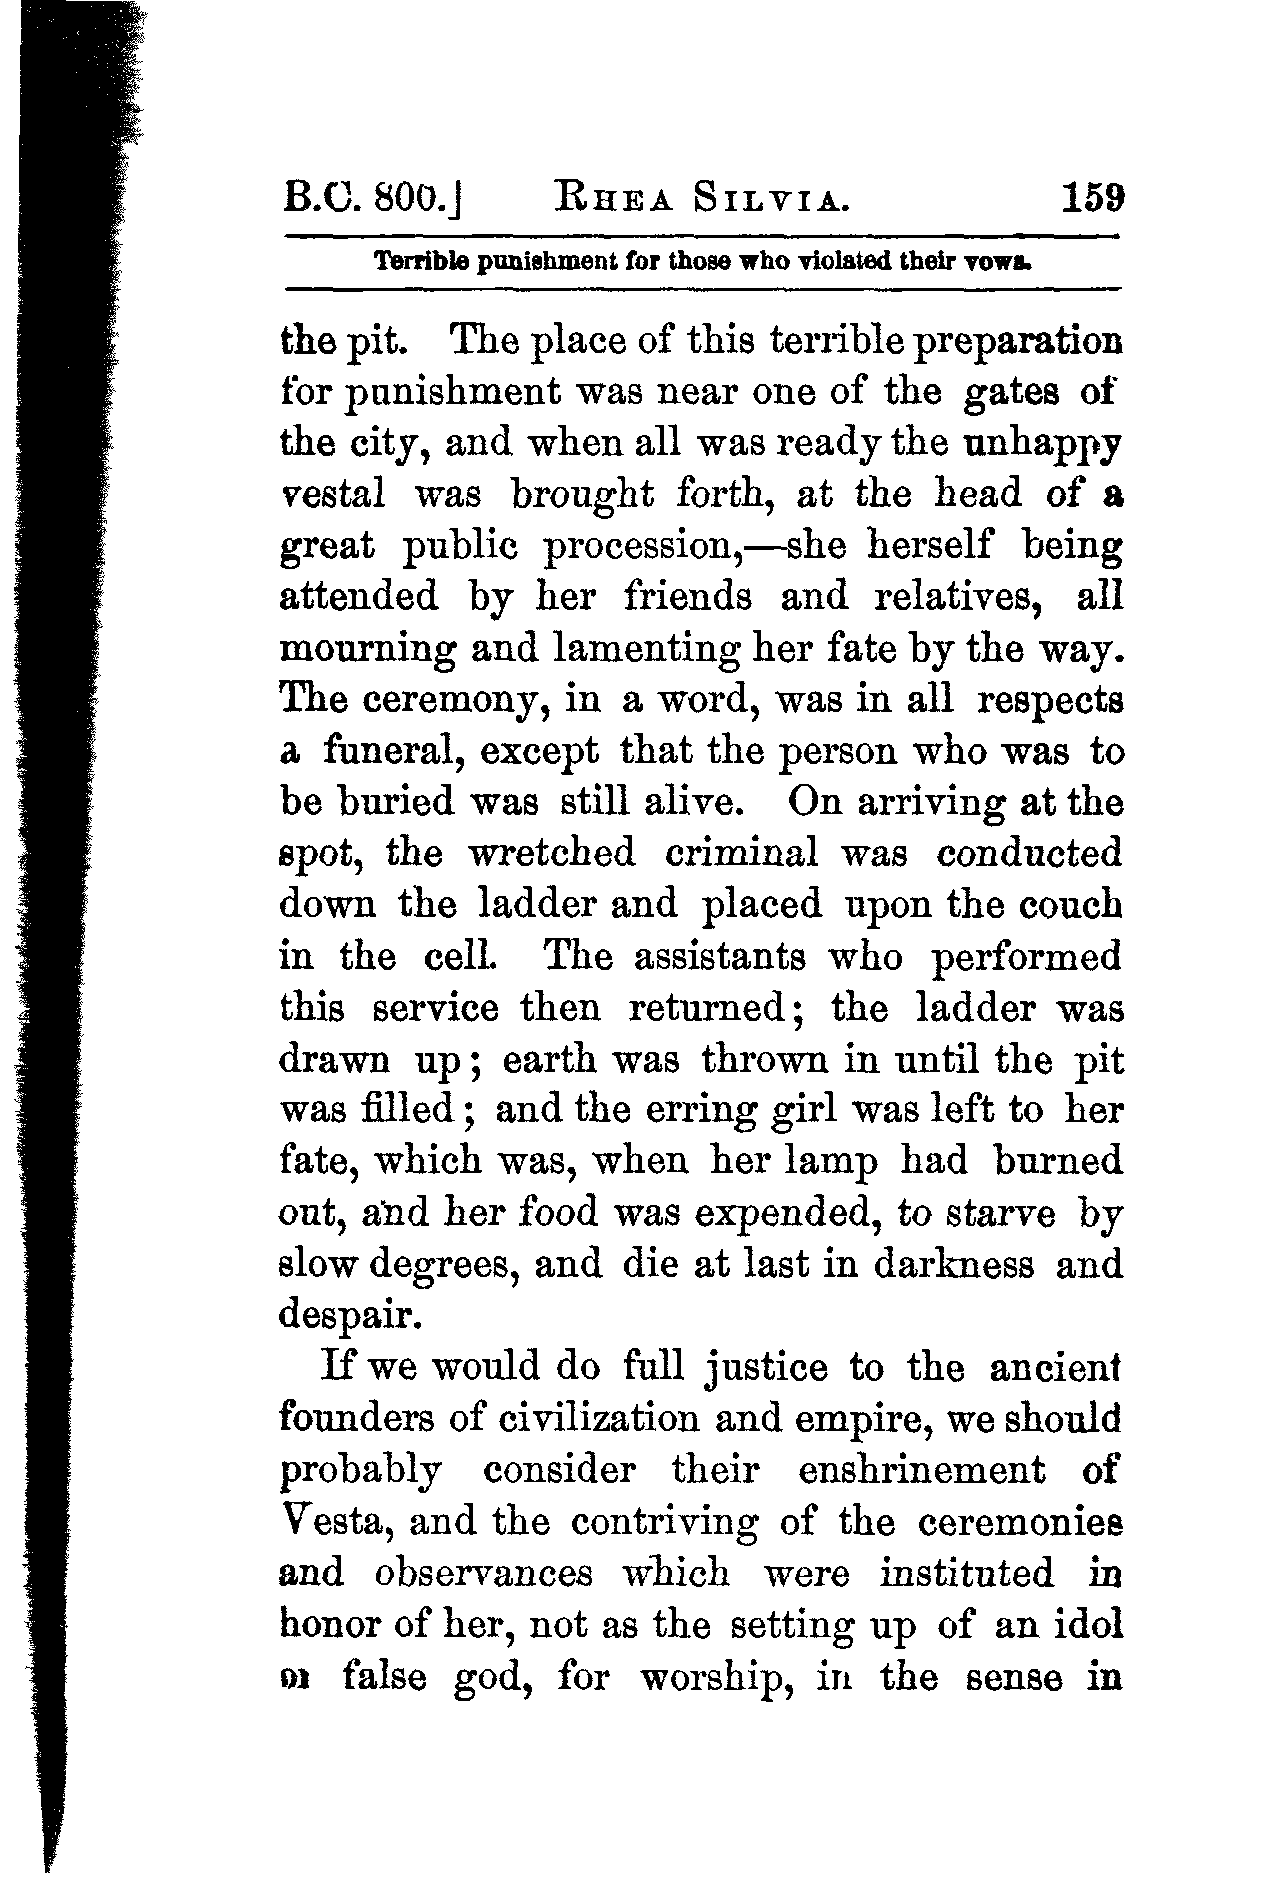 B.C. 800.] RHEA SILVIA. 159
Terrible punishment for those who violated their vows.
the pit. The place of this terrible preparation
for punishment was near one of the gates of
the city, and when all was ready the unhappy
vestal was brought forth, at the head of a
great public procession,—she herself being
attended by her friends and relatives, all
mourning and lamenting her fate by the way.
The ceremony, in a word, was in all respects
a funeral, except that the person who was to
be buried was still alive. On arriving at the
spot, the wretched criminal was conducted
down the ladder and placed upon the couch
in the cell. The assistants who performed
this service then returned; the ladder was
drawn up; earth was thrown in until the pit
was filled; and the erring girl was left to her
fate, which was, when her lamp had burned
out, and her food was expended, to starve by
slow degrees, and die at last in darkness and
despair.
If we would do full justice to the ancient
founders of civilization and empire, we should
probably consider their enshrinement of
Vesta, and the contriving of the ceremonies
and observances which were instituted in
honor of her, not as the setting up of an idol
or false god, for worship, in the sense in